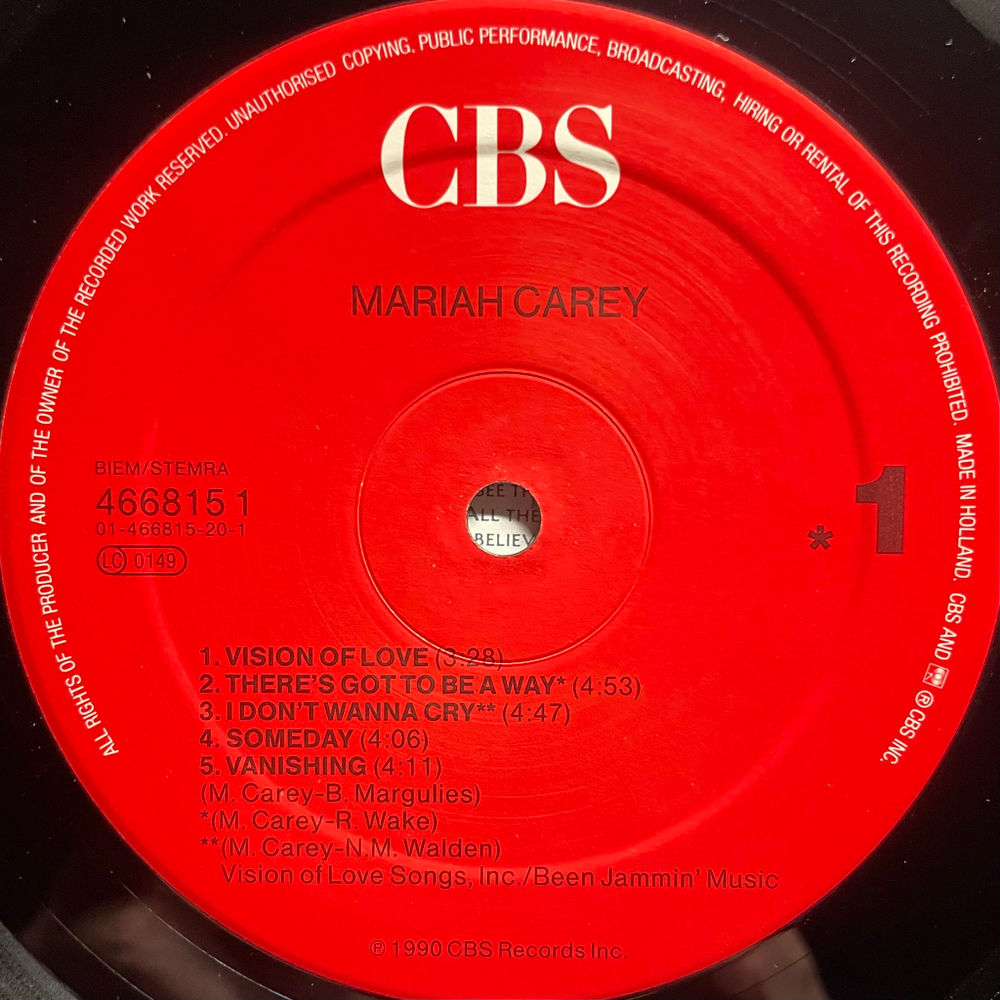 ALL RIGHTS OF THE PRODUCER AND OF THE OWNER OF THE RECORDED WORK RESERVED. UNAUTHORISED COPYING, PUBLIC PERFORMANCE, BROADCASTING, HIRING OR RENTAL OF THIS RECORDING PROHIBITED. MADE IN HOLLAND. CBS AND ℗ CBS INC.
CBS
MARIAH CAREY
BIEM/STEMRA
466815 1
01-466815-20-1
LC 0149
1
*
ALL THE
1. VISION OF LOVE (3:28)
2. THERE'S GOT TO BE A WAY* (4:53)
3. I DON'T WANNA CRY** (4:47)
4. SOMEDAY (4:06)
5. VANISHING (4:11)
(M. Carey-B. Margulies)
*(M. Carey-R. Wake)
**(M. Carey-N.M. Walden)
Vision of Love Songs, Inc./Been Jammin' Music
℗ 1990 CBS Records Inc.